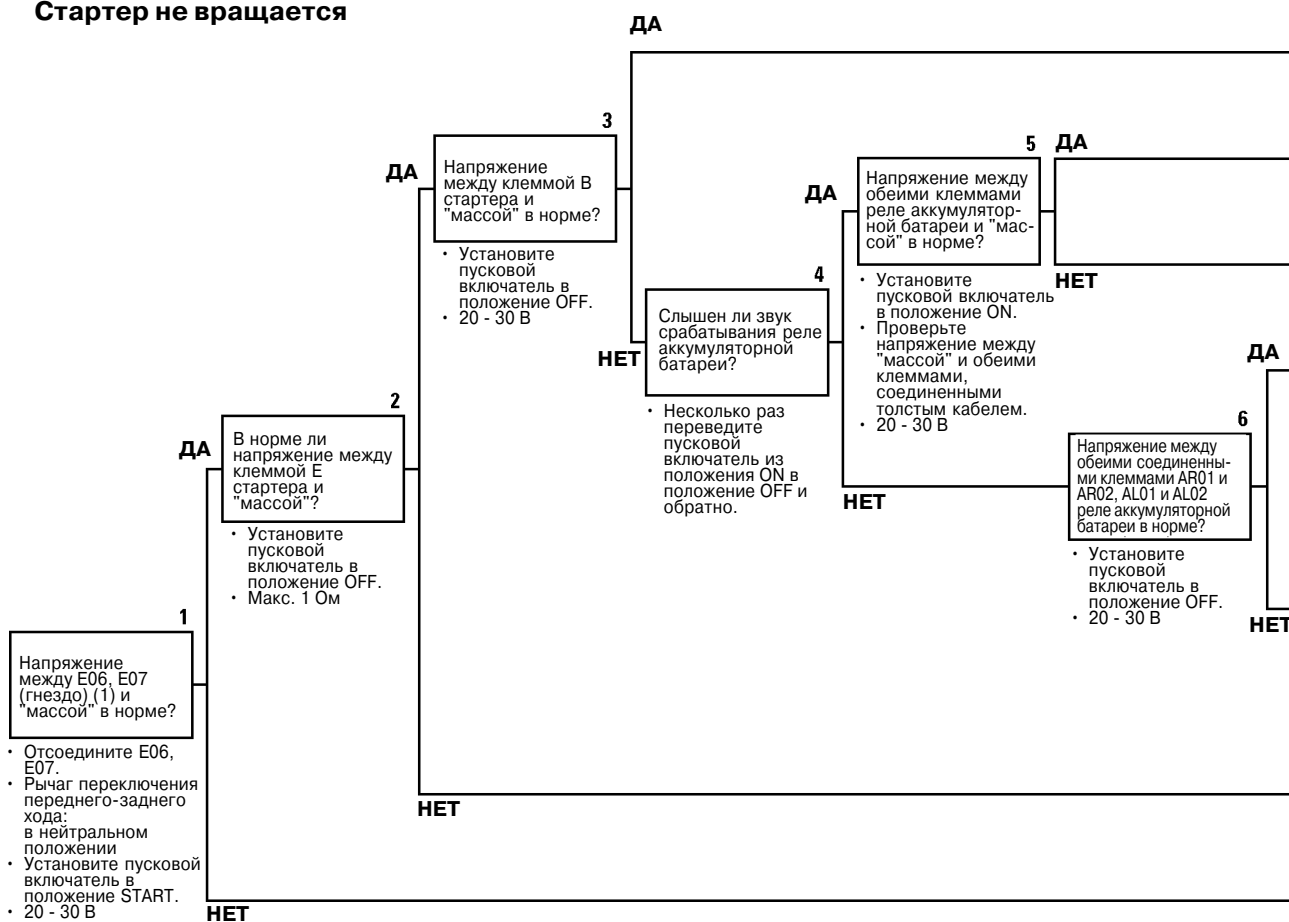 Стартер не вращается
ДА
3
ДА
Напряжение
между клеммой В
стартера и
"массой" в норме?
• Установите
пусковой
включатель в
положение OFF.
• 20 - 30 В
5
ДА
ДА
Напряжение между
обеими клеммами
реле аккумулятор-
ной батареи и "мас-
сой" в норме?
• Установите
пусковой включатель
в положение ON.
• Проверьте
напряжение между
"массой" и обеими
клеммами,
соединенными
толстым кабелем.
• 20 - 30 В
НЕТ
4
НЕТ
Слышен ли звук
срабатывания реле
аккумуляторной
батареи?
• Несколько раз
переведите
пусковой
включатель из
положения ON в
положение OFF и
обратно.
НЕТ
ДА
6
Напряжение между
обеими соединенны-
ми клеммами AR01 и
AR02, AL01 и AL02
реле аккумуляторной
батареи в норме?
• Установите
пусковой
включатель в
положение OFF.
• 20 - 30 В
НЕТ
2
ДА
В норме ли
напряжение между
клеммой Е
стартера и
"массой"?
• Установите
пусковой
включатель в
положение OFF.
• Макс. 1 Ом
НЕТ
1
Напряжение
между E06, E07
(гнездо) (1) и
"массой" в норме?
• Отсоедините E06,
E07.
• Рычаг переключения
переднего-заднего
хода:
в нейтральном
положении
• Установите пусковой
включатель в
положение START.
• 20 - 30 В
НЕТ